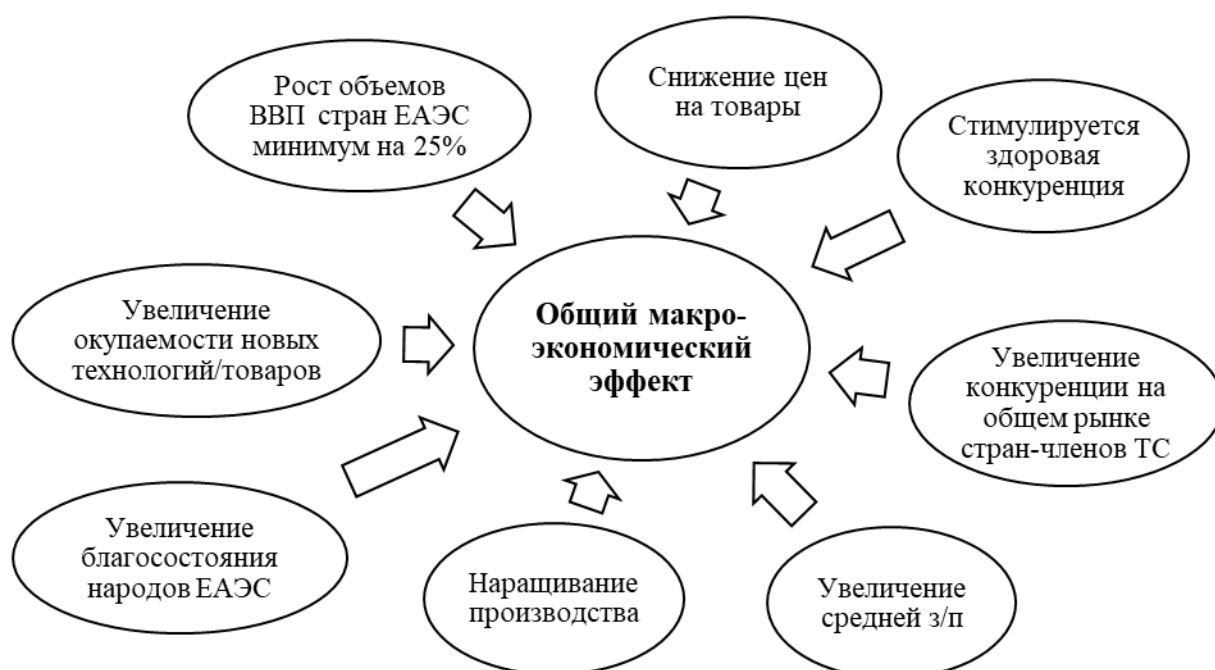 Рост объемов
ВВП стран ЕАЭС
минимум на 25%
Снижение цен
на товары
Стимулируется
здоровая
конкуренция
Увеличение
окупаемости новых
технологий/товаров
Общий макро-
экономический
эффект
Увеличение
конкуренции на
общем рынке
стран-членов ТС
Увеличение
благосостояния
народов ЕАЭС
Наращивание
производства
Увеличение
средней з/п